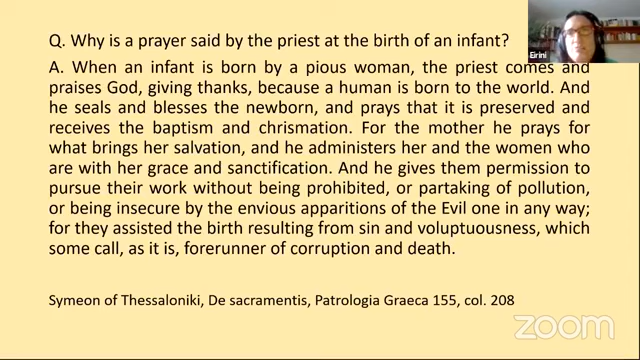 Q. Why is a prayer said by the priest at the birth of an infant?
A. When an infant is born by a pious woman, the priest comes and
praises God, giving thanks, because a human is born to the world. And
he seals and blesses the newborn, and prays that it is preserved and
receives the baptism and chrismation. For the mother he prays for
what brings her salvation, and he administers her and the women who
are with her grace and sanctification. And he gives them permission to
pursue their work without being prohibited, or partaking of pollution,
or being insecure by the envious apparitions of the Evil one in any way;
for they assisted the birth resulting from sin and voluptuousness, which
some call, as it is, forerunner of corruption and death.
Symeon of Thessaloniki, De sacramentis, Patrologia Graeca 155, col. 208
Eirini
zoom